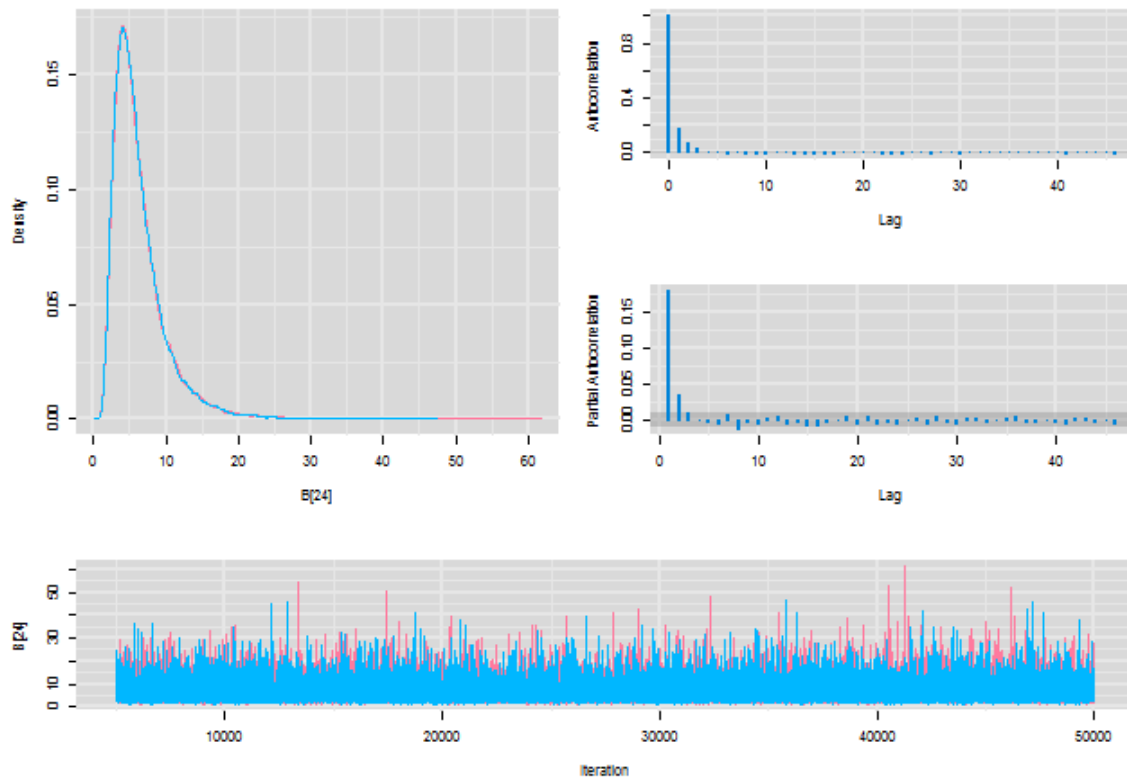 Density
0.00
0.05
0.10
0.15
0 10 20 30 40 50 60
B[24]
Autocorrelation
0.0 0.4 0.8
0 10 20 30 40
Lag
Partial Autocorrelation
0.00 0.05 0.10 0.15
0 10 20 30 40
Lag
B[24]
0 10 30 50
10000 20000 30000 40000 50000
Iteration